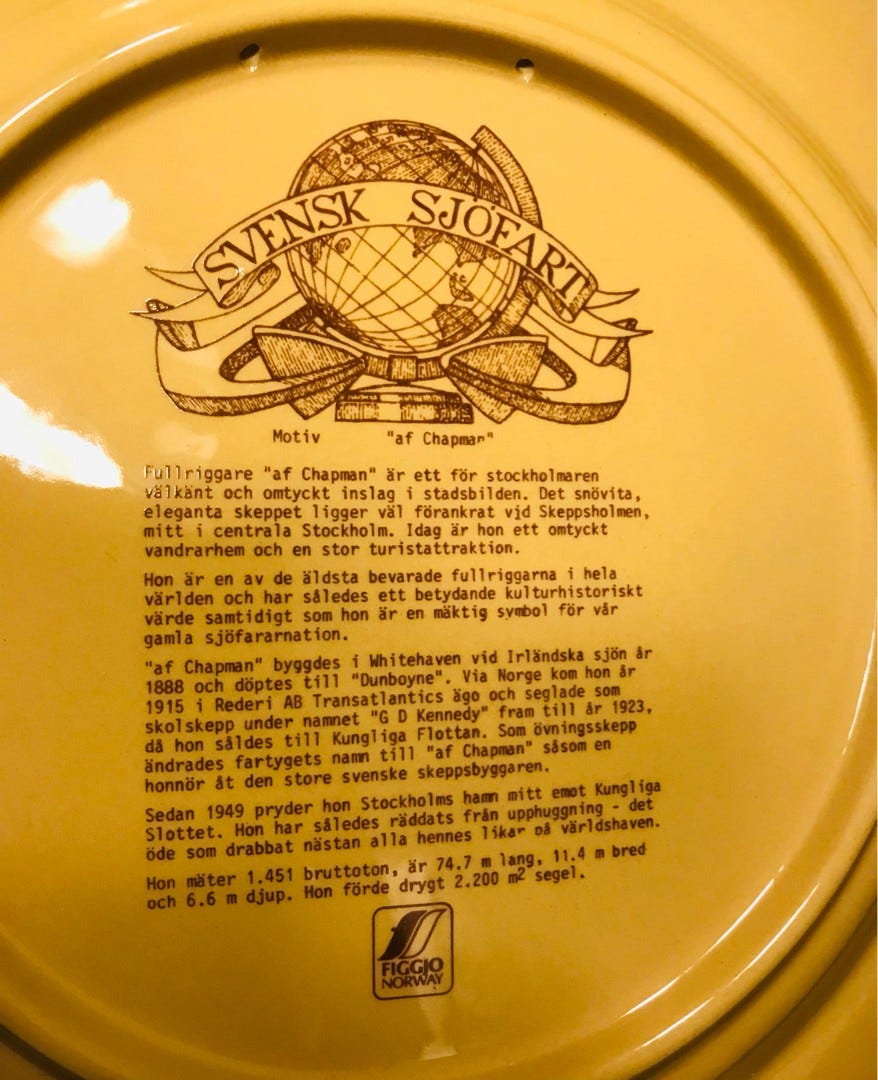 SVENSK SJÖFART
Motiv "af Chapman"
Fullriggare "af Chapman" är ett för stockholmaren
välkänt och omtyckt inslag i stadsbilden. Det snövita,
eleganta skeppet ligger väl förankrat vid Skeppsholmen,
mitt i centrala Stockholm. Idag är hon ett omtyckt
vandrarhem och en stor turistattraktion.
Hon är en av de äldsta bevarade fullriggarna i hela
världen och har således ett betydande kulturhistoriskt
värde samtidigt som hon är en mäktig symbol för vår
gamla sjöfararnation.
"af Chapman" byggdes i Whitehaven vid Irländska sjön år
1888 och döptes till "Dunboyne". Via Norge kom hon år
1915 i Rederi AB Transatlantics ägo och seglade som
skolskepp under namnet "G D Kennedy" fram till år 1923,
då hon såldes till Kungliga Flottan. Som övningsskepp
ändrades fartygets namn till "af Chapman" såsom en
honnör åt den store svenske skeppsbyggaren.
Sedan 1949 pryder hon Stockholms hamn mitt emot Kungliga
Slottet. Hon har således räddats från upphuggning - det
öde som drabbat nästan alla hennes likar på världshaven.
Hon mäter 1.451 bruttoton, är 74.7 m lang, 11.4 m bred
och 6.6 m djup. Hon förde drygt 2.200 m² segel.
FIGGJO
NORWAY